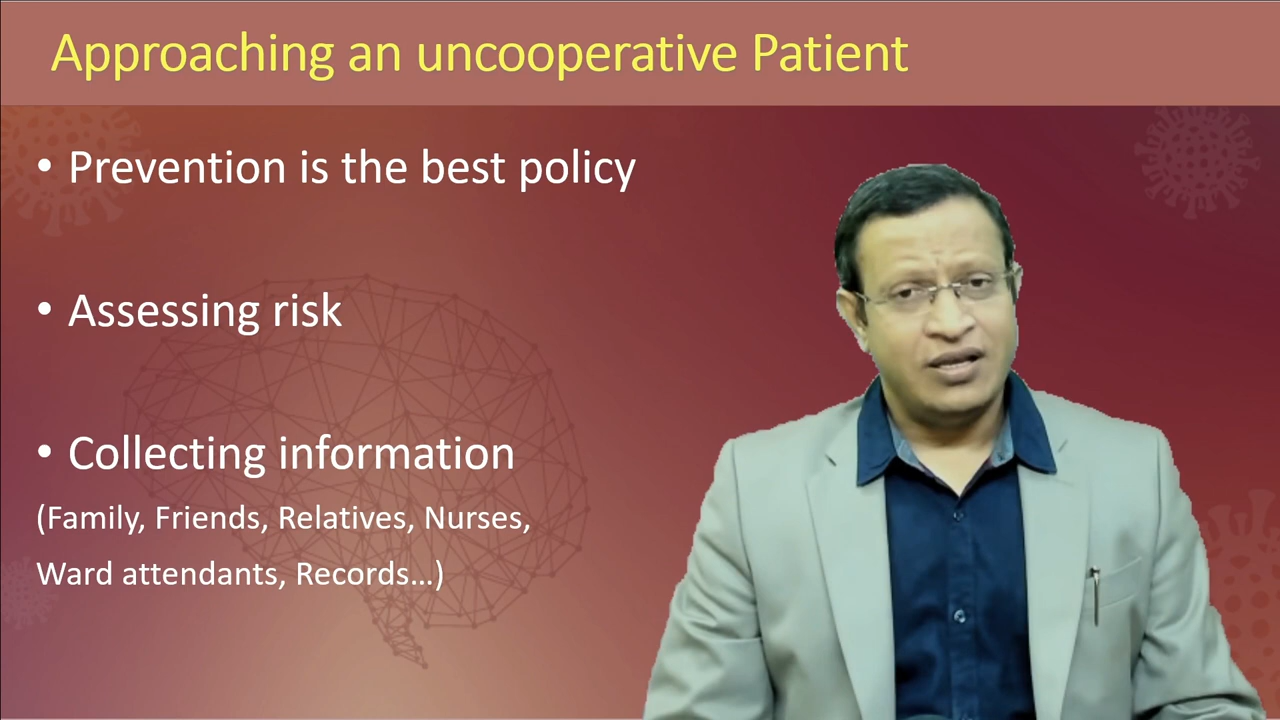 Approaching an uncooperative Patient
• Prevention is the best policy
• Assessing risk
• Collecting information
(Family, Friends, Relatives, Nurses,
Ward attendants, Records...)